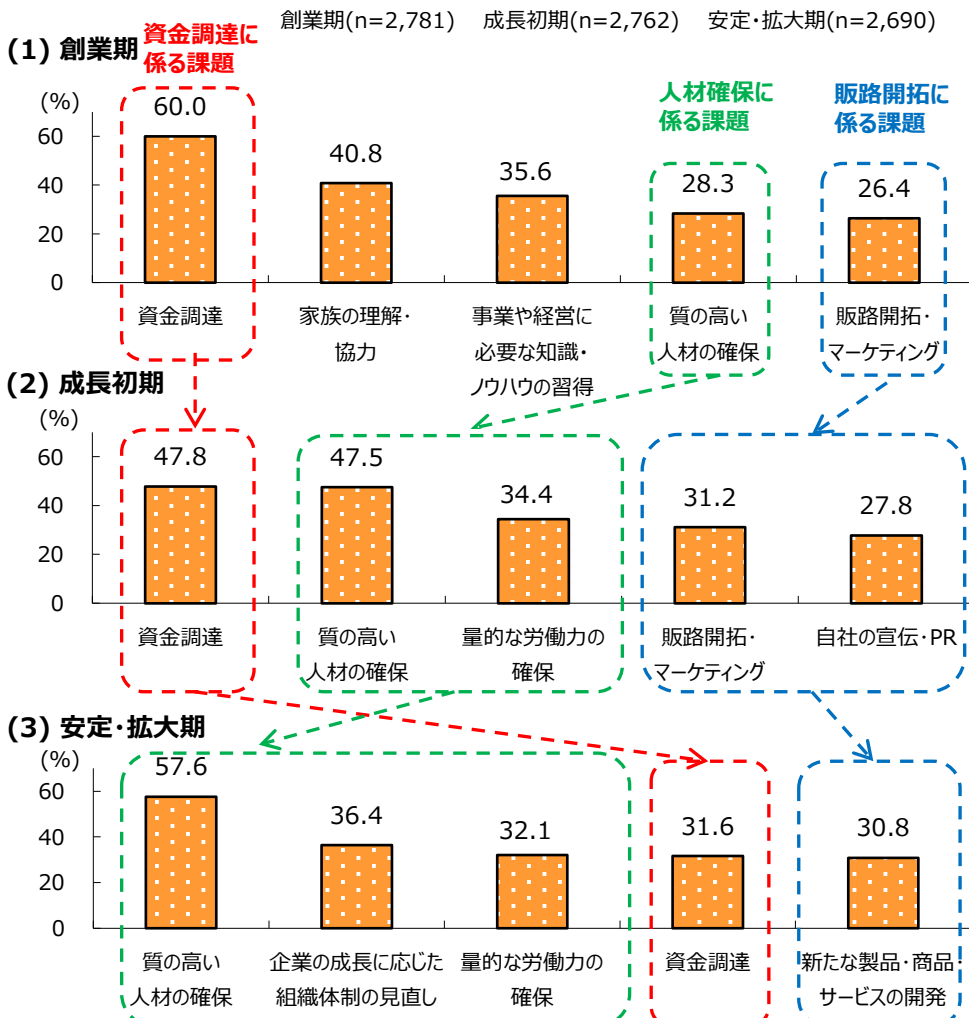 創業期(n=2,781) 成長初期(n=2,762) 安定・拡大期(n=2,690)
(1) 創業期
資金調達に
係る課題
人材確保に
係る課題
販路開拓に
係る課題
(%)
60
40
20
0
60.0
40.8
35.6
28.3
26.4
資金調達
家族の理解・
協力
事業や経営に
必要な知識・
ノウハウの習得
質の高い
人材の確保
販路開拓・
マーケティング
(2) 成長初期
(%)
60
40
20
0
47.8
47.5
34.4
31.2
27.8
資金調達
質の高い
人材の確保
量的な労働力の
確保
販路開拓・
マーケティング
自社の宣伝・PR
(3) 安定・拡大期
(%)
60
40
20
0
57.6
36.4
32.1
31.6
30.8
質の高い
人材の確保
企業の成長に応じた
組織体制の見直し
量的な労働力の
確保
資金調達
新たな製品・商品・
サービスの開発